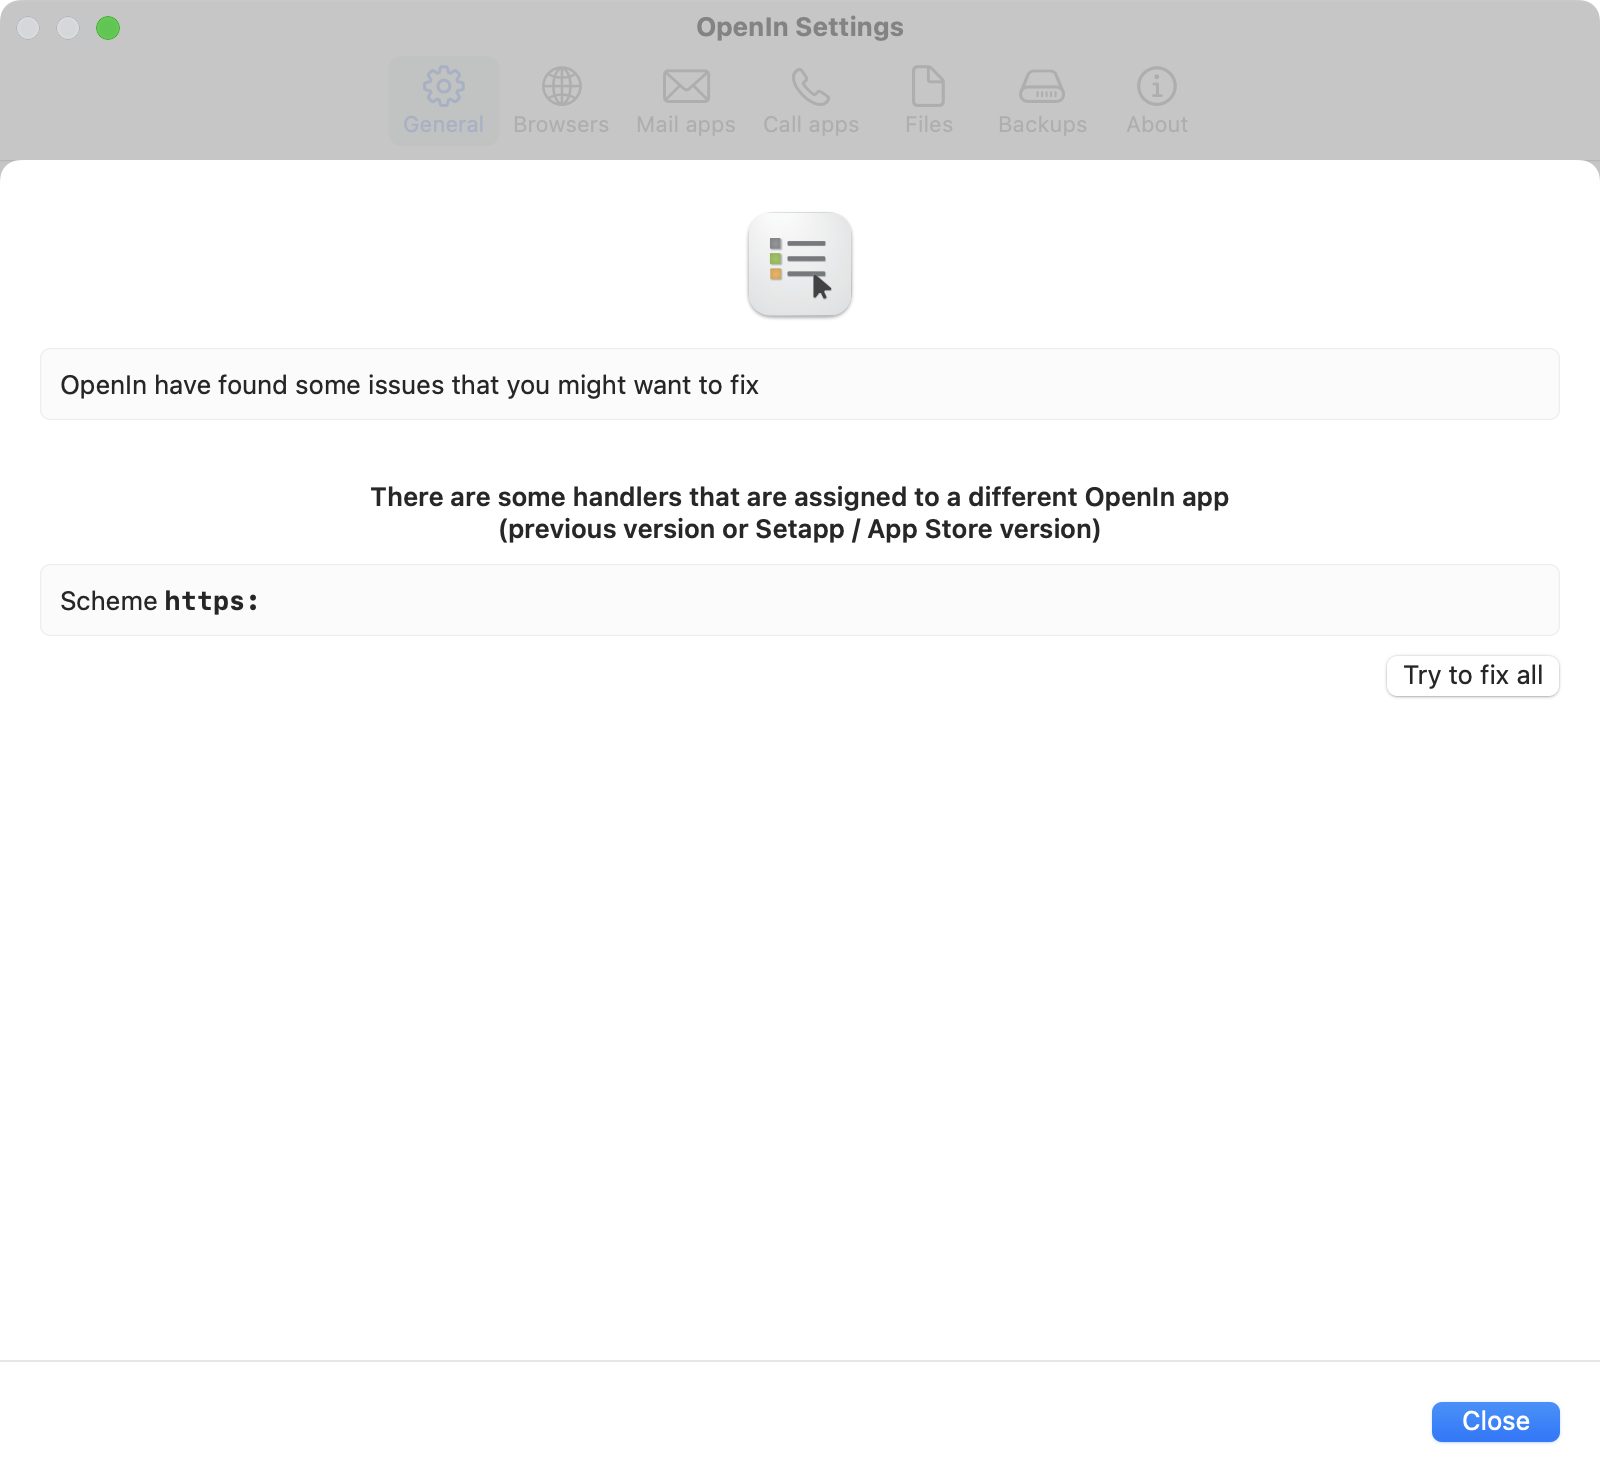 OpenIn Settings
General
Browsers
Mail apps
Call apps
Files
Backups
About
OpenIn have found some issues that you might want to fix
There are some handlers that are assigned to a different OpenIn app
(previous version or Setapp / App Store version)
Scheme https:
Try to fix all
Close